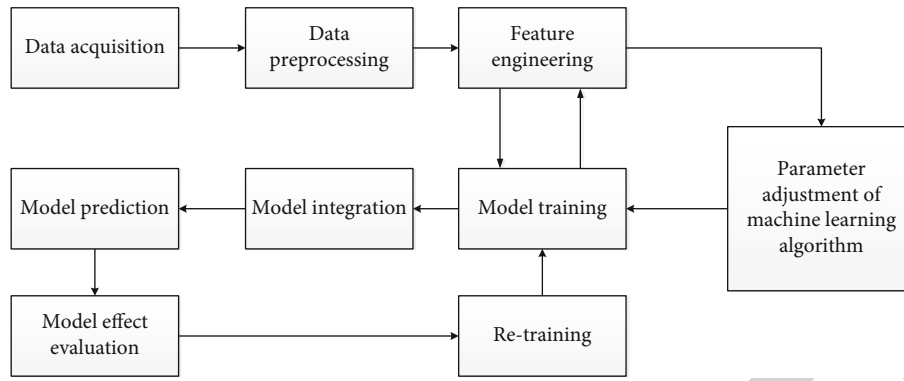 Data acquisition
Data
preprocessing
Feature
engineering
Parameter
adjustment of
machine learning
algorithm
Model prediction
Model integration
Model training
Model effect
evaluation
Re-training